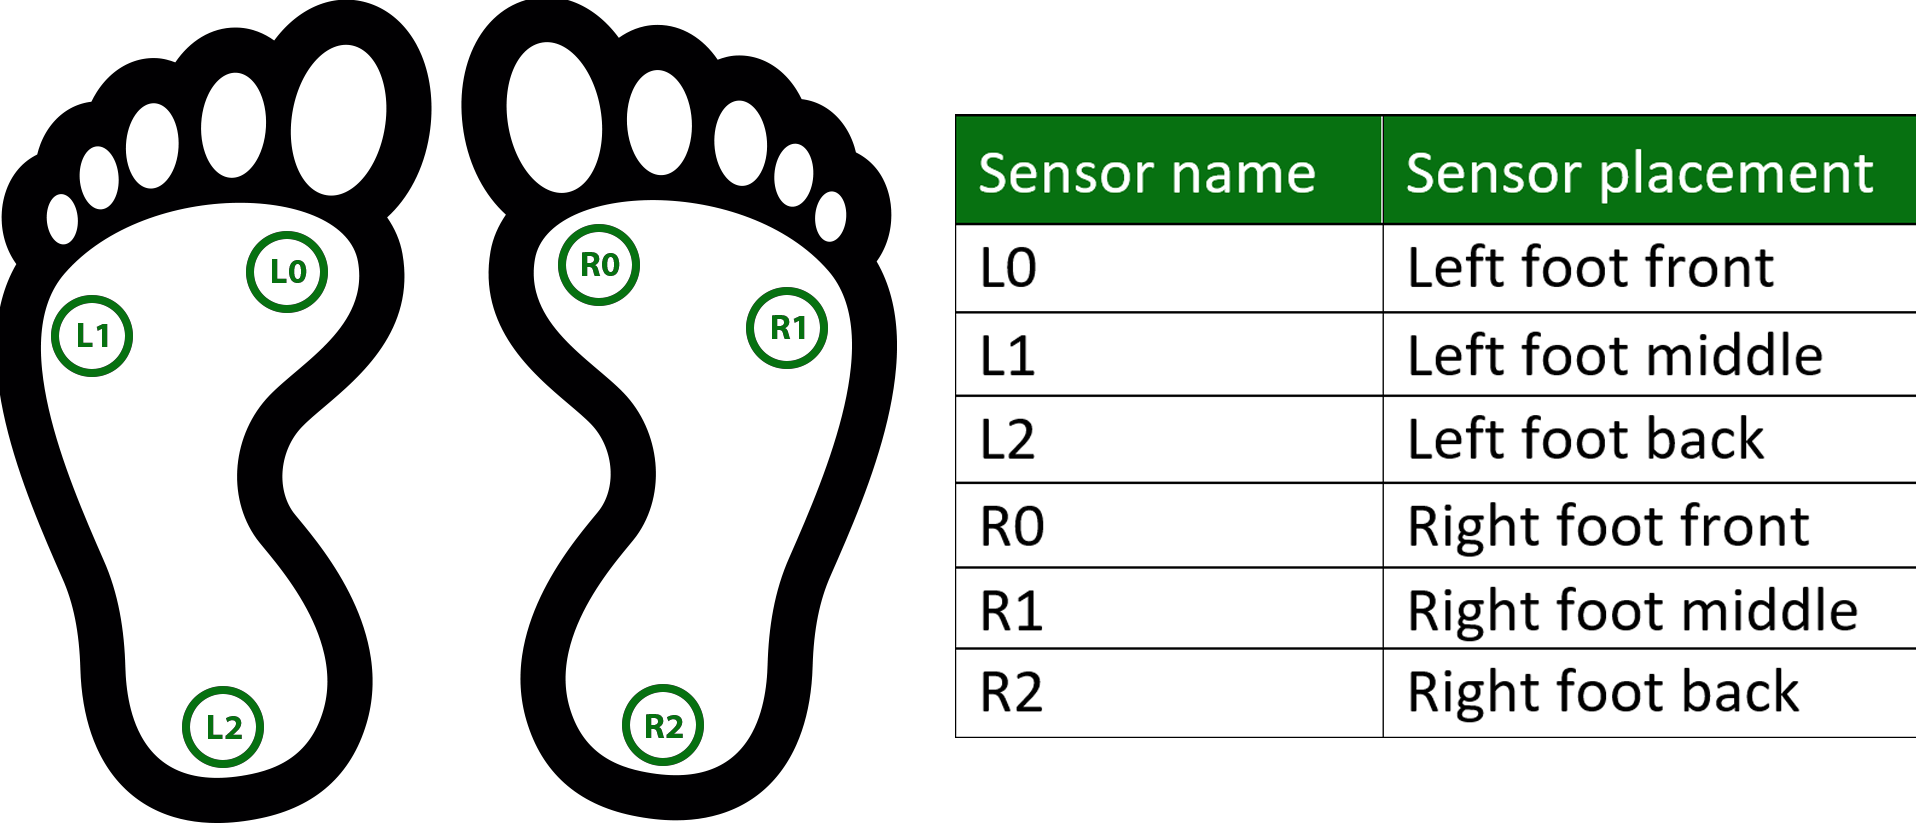 L0
L1
L2
R0
R1
R2
Sensor name Sensor placement
L0 Left foot front
L1 Left foot middle
L2 Left foot back
R0 Right foot front
R1 Right foot middle
R2 Right foot back